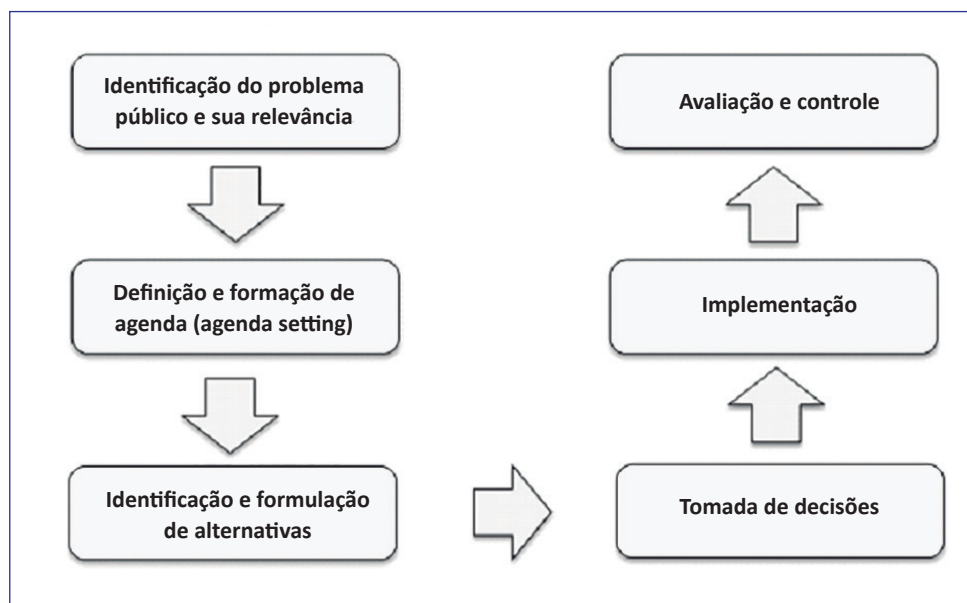 Identificação do problema
público e sua relevância
Definição e formação de
agenda (agenda setting)
Identificação e formulação
de alternativas
Tomada de decisões
Implementação
Avaliação e controle